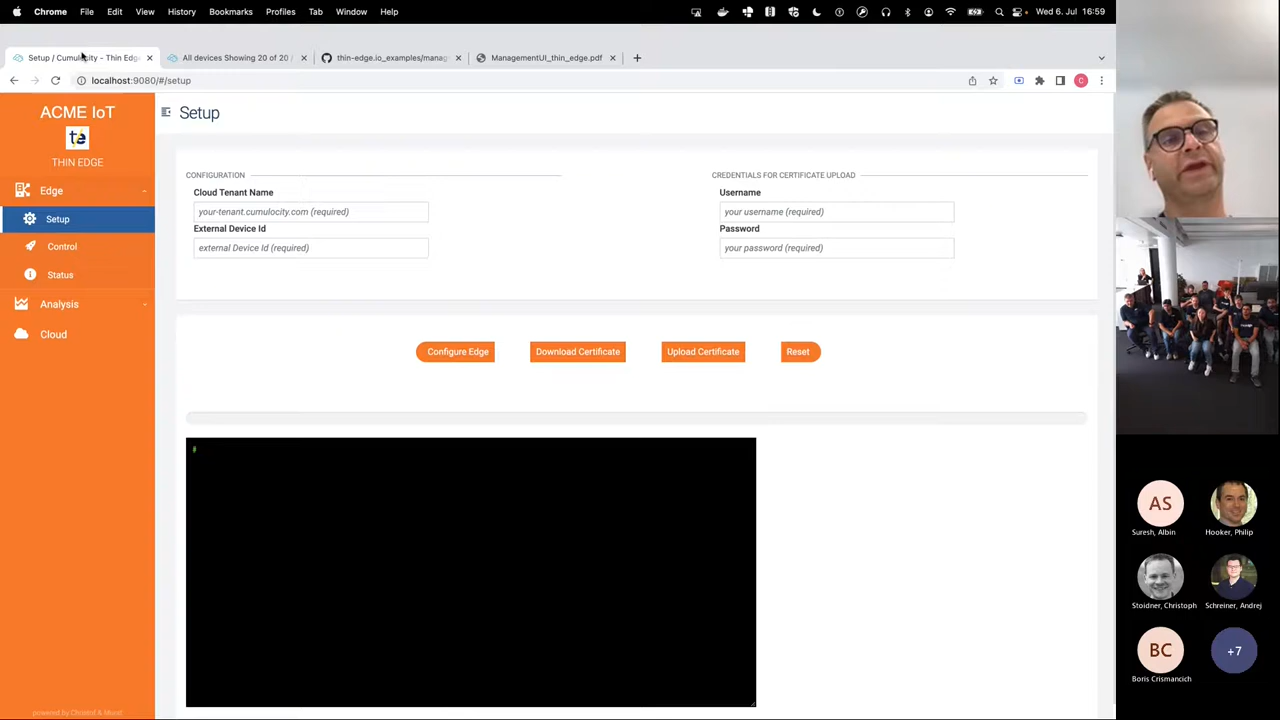 Chrome File Edit View History Bookmarks Profiles Tab Window Help
Wed 6. Jul 16:59
Setup / Cumulocity - Thin Edg
All devices Showing 20 of 20
thin-edge.io_examples/manag
ManagementUI_thin_edge.pdf
localhost:9080/#/setup
C
ACME IoT
te
THIN EDGE
Edge
Setup
Control
Status
Analysis
Cloud
Setup
CONFIGURATION
Cloud Tenant Name
your-tenant.cumulocity.com (required)
External Device Id
external Device Id (required)
CREDENTIALS FOR CERTIFICATE UPLOAD
Username
your username (required)
Password
your password (required)
Configure Edge
Download Certificate
Upload Certificate
Reset
#
AS
Suresh, Albin
Hooker, Philip
Stoidner, Christoph
Schreiner, Andrej
BC
Boris Crismancich
+7
powered by